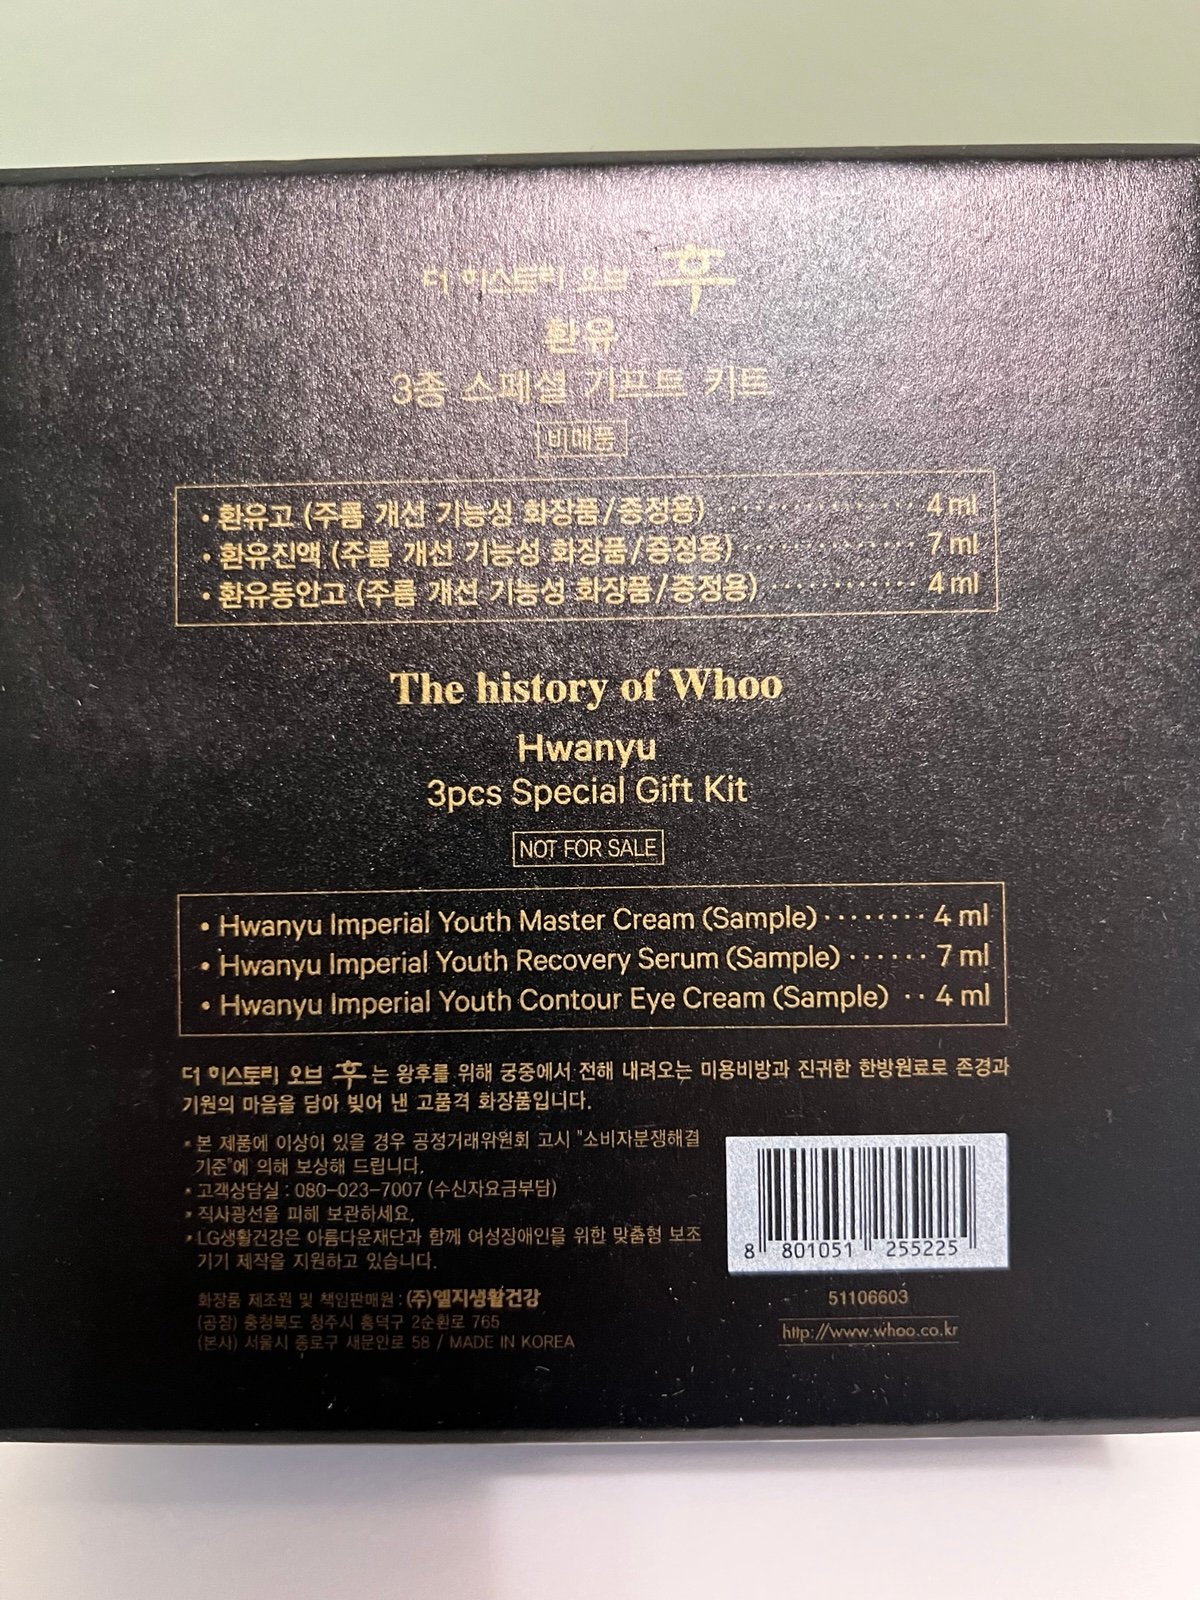 더 히스토리 오브 후
환유
3종 스페셜 기프트 키트
비매품
• 환유고 (주름 개선 기능성 화장품/증정용) ··············· 4 ml
• 환유진액 (주름 개선 기능성 화장품/증정용) ············· 7 ml
• 환유동안고 (주름 개선 기능성 화장품/증정용) ············ 4 ml
The history of Whoo
Hwanyu
3pcs Special Gift Kit
NOT FOR SALE
• Hwanyu Imperial Youth Master Cream (Sample) ········ 4 ml
• Hwanyu Imperial Youth Recovery Serum (Sample) ······ 7 ml
• Hwanyu Imperial Youth Contour Eye Cream (Sample) ·· 4 ml
더 히스토리 오브 후는 왕후를 위해 궁중에서 전해 내려오는 미용비방과 진귀한 한방원료로 존경과
기원의 마음을 담아 빚어 낸 고품격 화장품입니다.
• 본 제품에 이상이 있을 경우 공정거래위원회 고시 "소비자분쟁해결
기준"에 의해 보상해 드립니다.
• 고객상담실 : 080-023-7007 (수신자요금부담)
• 직사광선을 피해 보관하세요.
• LG생활건강은 아름다운재단과 함께 여성장애인을 위한 맞춤형 보조
기기 제작을 지원하고 있습니다.
화장품 제조원 및 책임판매원 : (주)엘지생활건강
(공장) 충청북도 청주시 흥덕구 2순환로 765
(본사) 서울시 종로구 새문안로 58 / MADE IN KOREA
8 801051 255225
51106603
http://www.whoo.co.kr